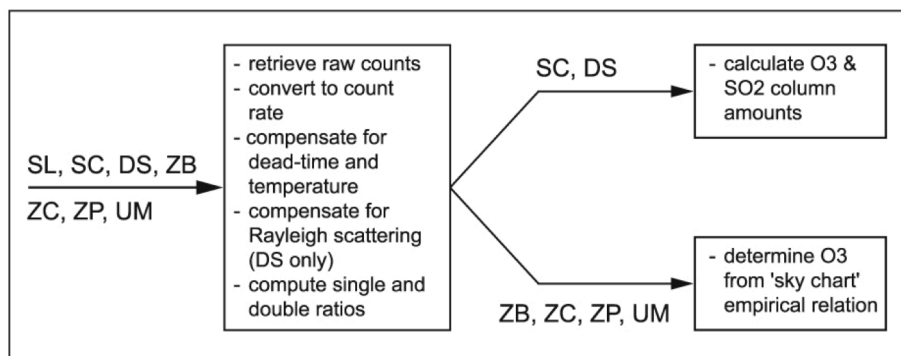 SL, SC, DS, ZB
ZC, ZP, UM
- retrieve raw counts
- convert to count
rate
- compensate for
dead-time and
temperature
- compensate for
Rayleigh scattering
(DS only)
- compute single and
double ratios
SC, DS
- calculate O3 &
SO2 column
amounts
ZB, ZC, ZP, UM
- determine O3
from 'sky chart'
empirical relation